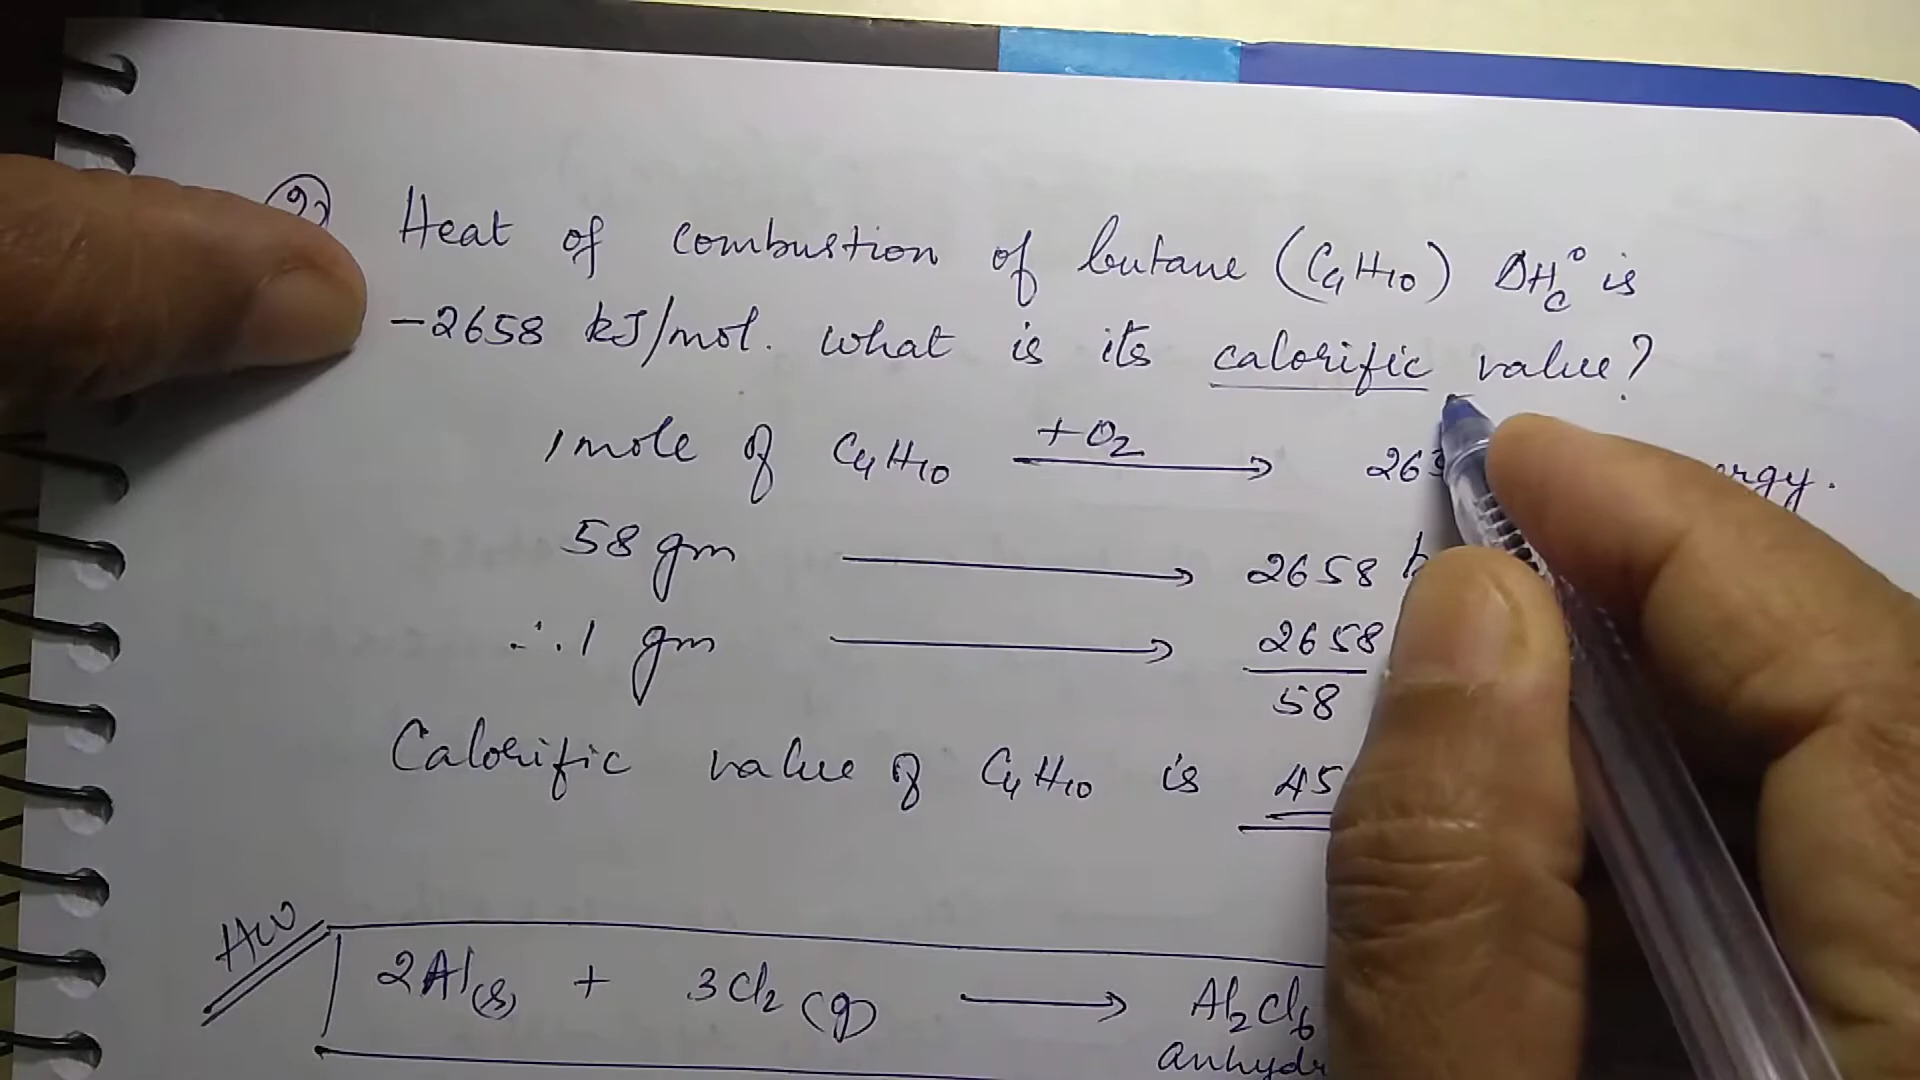 Heat of combustion of butane (C₄H₁₀) ΔH°c is
-2658 kJ/mol. what is its calorific value?
1 mole of C₄H₁₀ +O₂ →
58 gm → 2658
∴ 1 gm → 2658/58
Calorific value of C₄H₁₀ is 45
HW
2Al(s) + 3Cl₂(g) → Al₂Cl₆